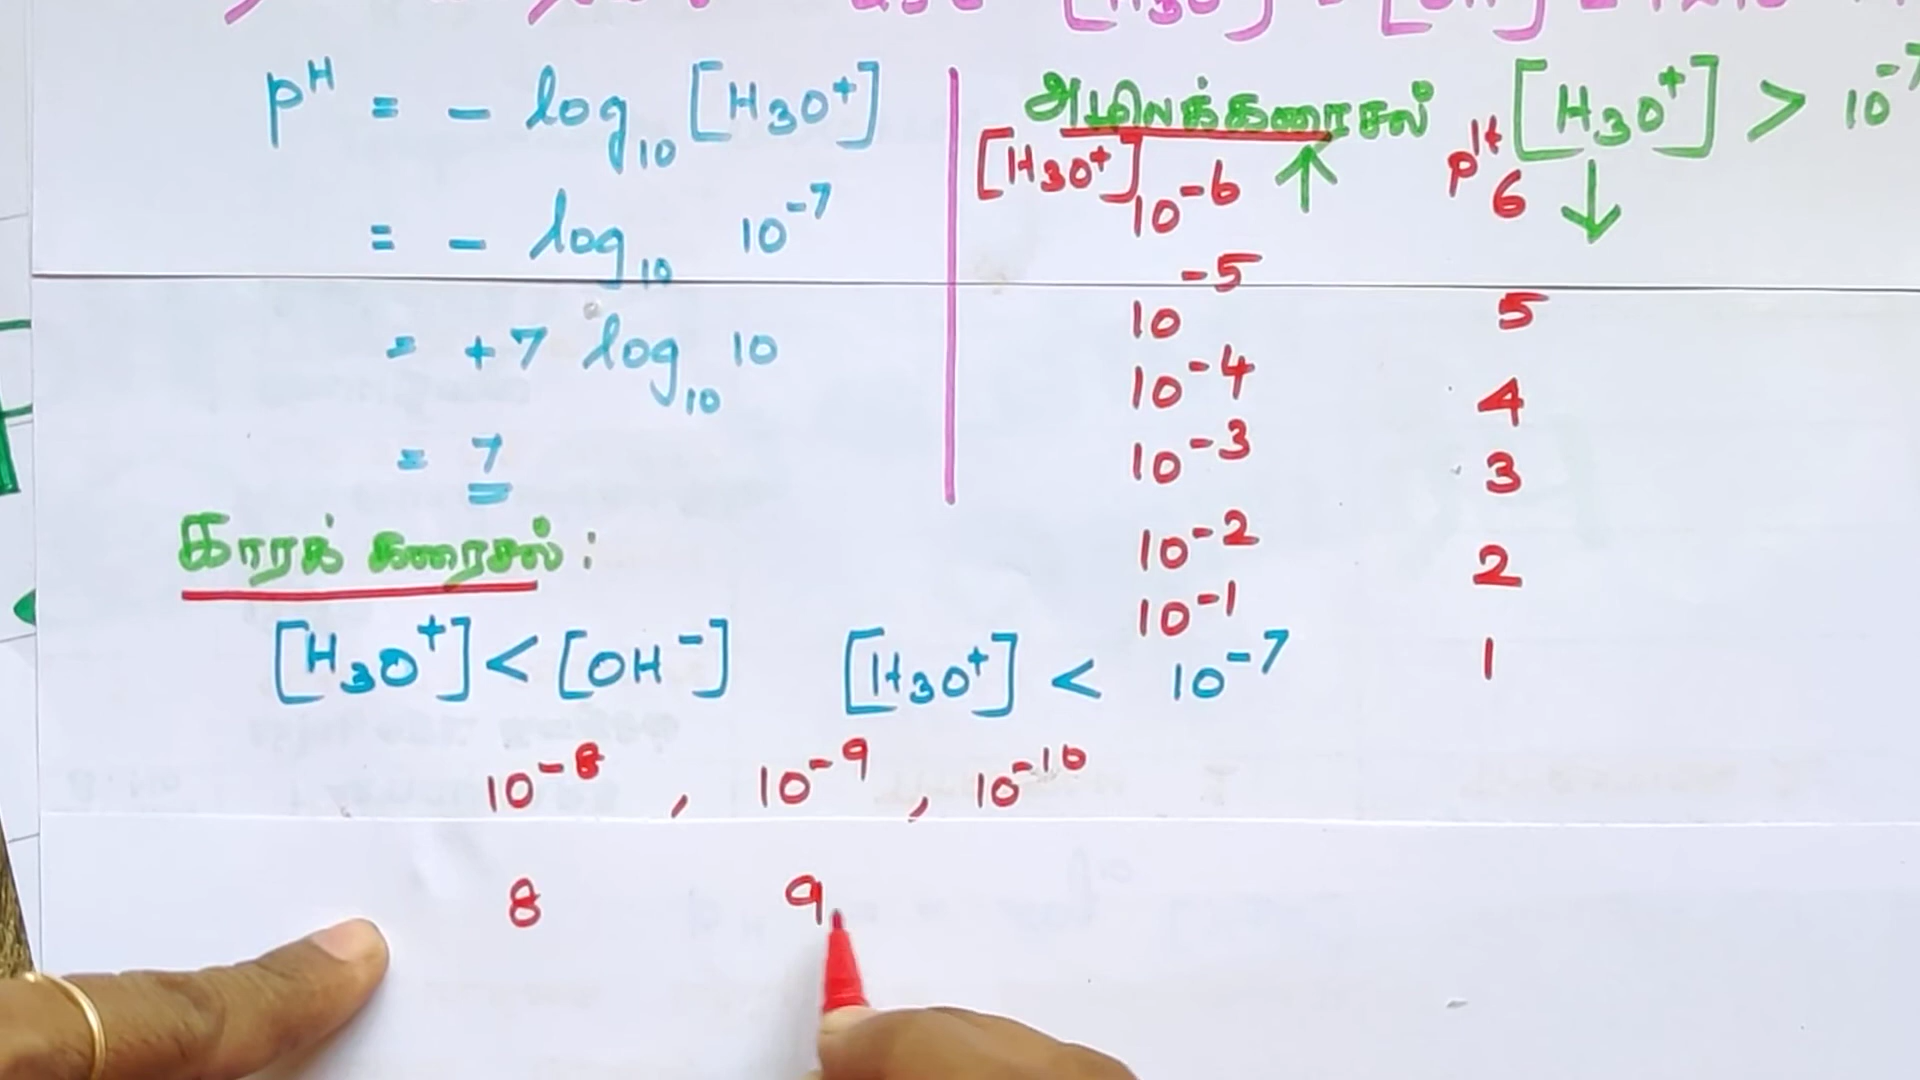 pH = - log₁₀ [H₃O⁺]
= - log₁₀ 10⁻⁷
= +7 log₁₀ 10
= 7
அமிலக்கரைசல் [H₃O⁺] > 10⁻⁷
[H₃O⁺] ↑ pH ↓
10⁻⁶ 6
10⁻⁵ 5
10⁻⁴ 4
10⁻³ 3
10⁻² 2
10⁻¹ 1
காரக் கரைசல் :
[H₃O⁺] < [OH⁻] [H₃O⁺] < 10⁻⁷
10⁻⁸ , 10⁻⁹ , 10⁻¹⁰
8 9